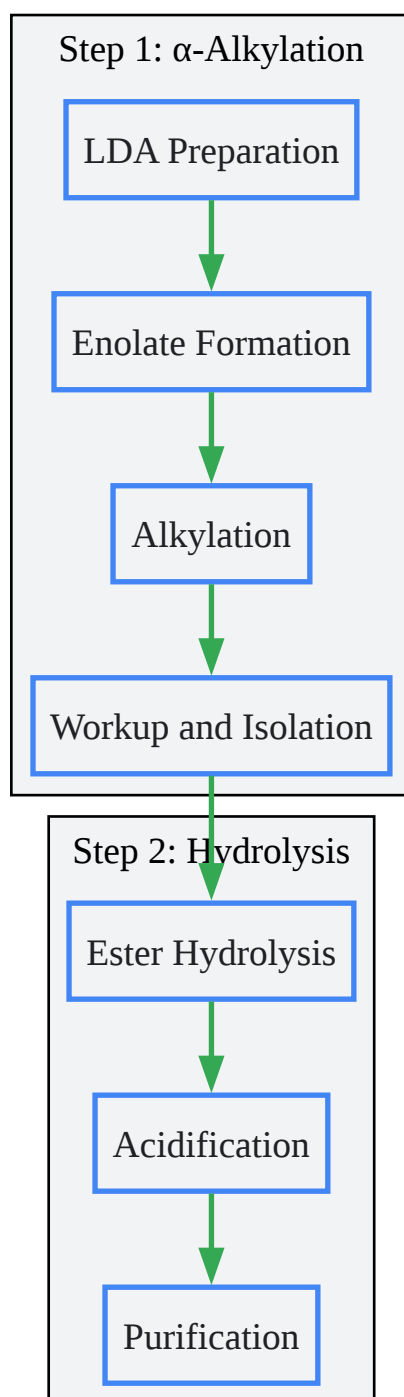 Step 1: α-Alkylation
LDA Preparation
Enolate Formation
Alkylation
Workup and Isolation
Step 2: Hydrolysis
Ester Hydrolysis
Acidification
Purification